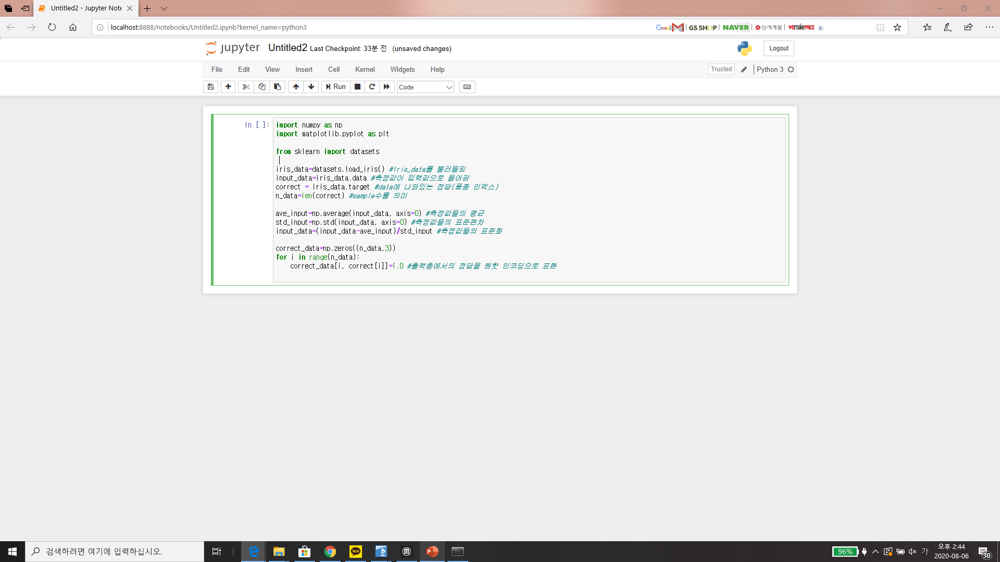 Untitled2 - Jupyter Note
localhost:8888/notebooks/Untitled2.ipynb?kernel_name=python3
Gmail GS SHOP NAVER 신세계몰 WEMAKEPRICE
jupyter Untitled2 Last Checkpoint: 33분 전 (unsaved changes)
Logout
File Edit View Insert Cell Kernel Widgets Help
Trusted Python 3
Run Code
In [ ]:
import numpy as np
import matplotlib.pyplot as plt
from sklearn import datasets
iris_data=datasets.load_iris() #Iris_data를 불러들임
input_data=iris_data.data #측정값이 입력값으로 들어감
correct = iris_data.target #data에 나와있는 정답(품종 인덱스)
n_data=len(correct) #sample수를 의미
ave_input=np.average(input_data, axis=0) #측정값들의 평균
std_input=np.std(input_data, axis=0) #측정값들의 표준편차
input_data=(input_data-ave_input)/std_input #측정값들의 표준화
correct_data=np.zeros((n_data,3))
for i in range(n_data):
correct_data[i, correct[i]]=1.0 #출력층에서의 정답을 원핫 인코딩으로 표현
검색하려면 여기에 입력하십시오.
TALK
96%
가
오후 2:44
2020-08-06
30